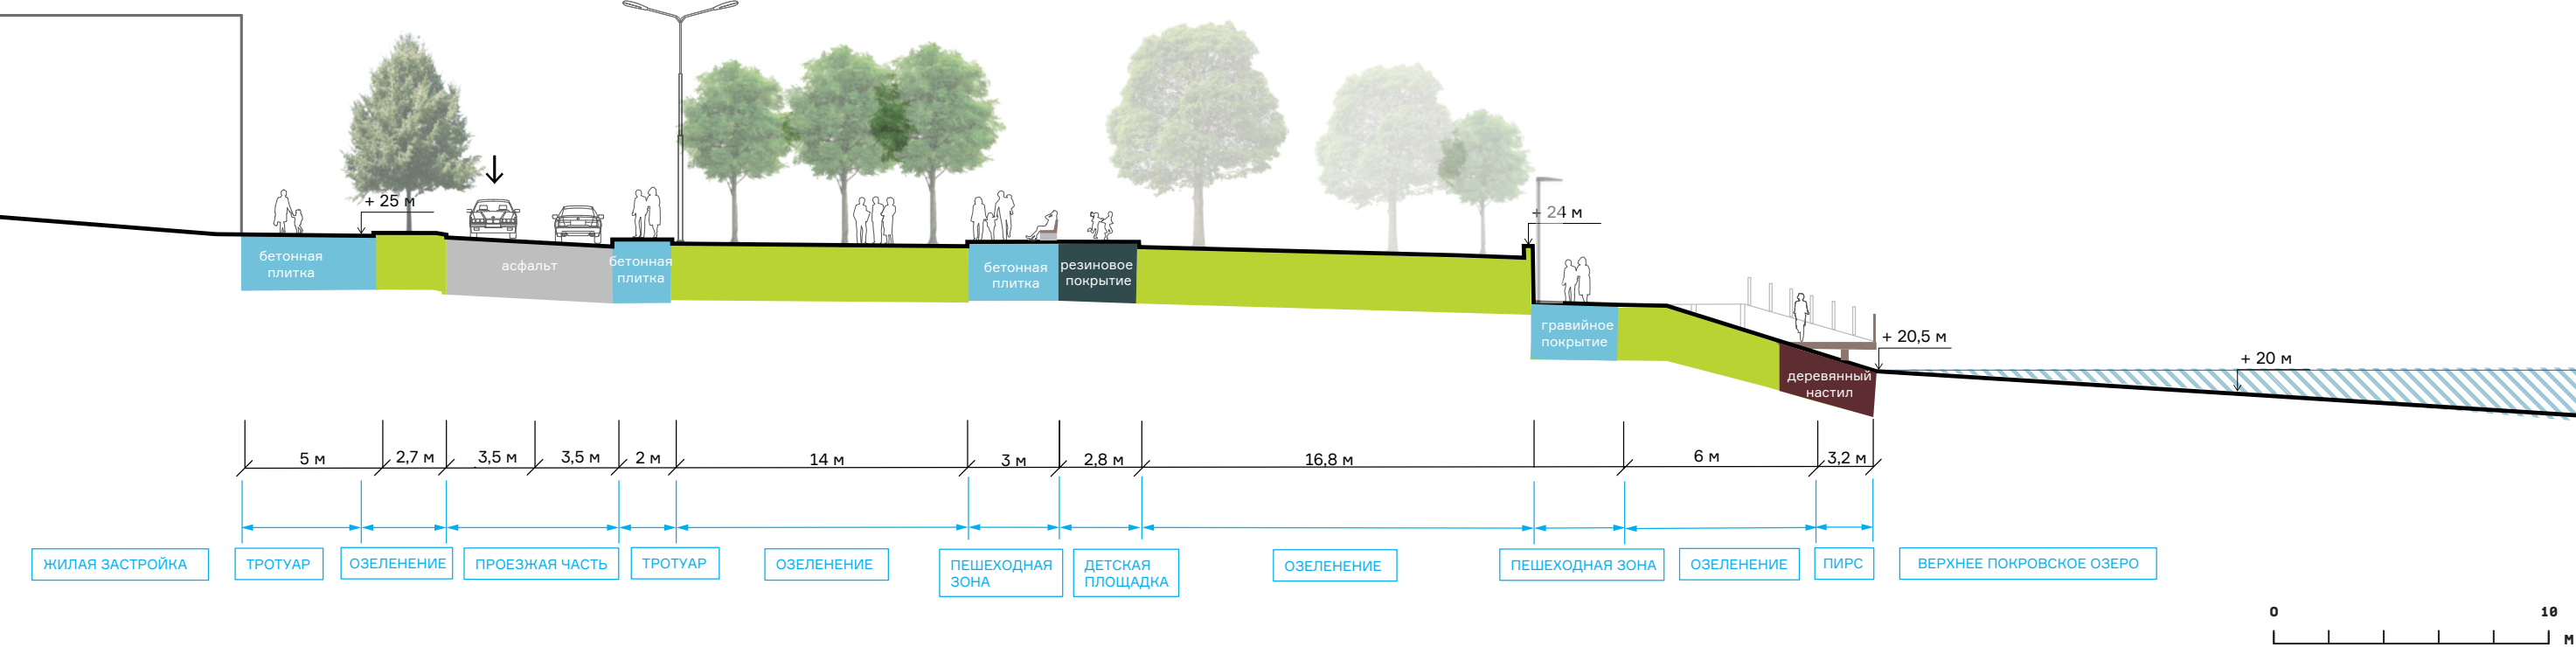 + 25 м
+ 24 м
бетонная
плитка
асфальт
бетонная
плитка
бетонная
плитка
резиновое
покрытие
гравийное
покрытие
деревянный
настил
+ 20,5 м
+ 20 м
5 м
2,7 м
3,5 м
3,5 м
2 м
14 м
3 м
2,8 м
16,8 м
6 м
3,2 м
ЖИЛАЯ ЗАСТРОЙКА
ТРОТУАР
ОЗЕЛЕНЕНИЕ
ПРОЕЗЖАЯ ЧАСТЬ
ТРОТУАР
ОЗЕЛЕНЕНИЕ
ПЕШЕХОДНАЯ
ЗОНА
ДЕТСКАЯ
ПЛОЩАДКА
ОЗЕЛЕНЕНИЕ
ПЕШЕХОДНАЯ ЗОНА
ОЗЕЛЕНЕНИЕ
ПИРС
ВЕРХНЕЕ ПОКРОВСКОЕ ОЗЕРО
0
10
М